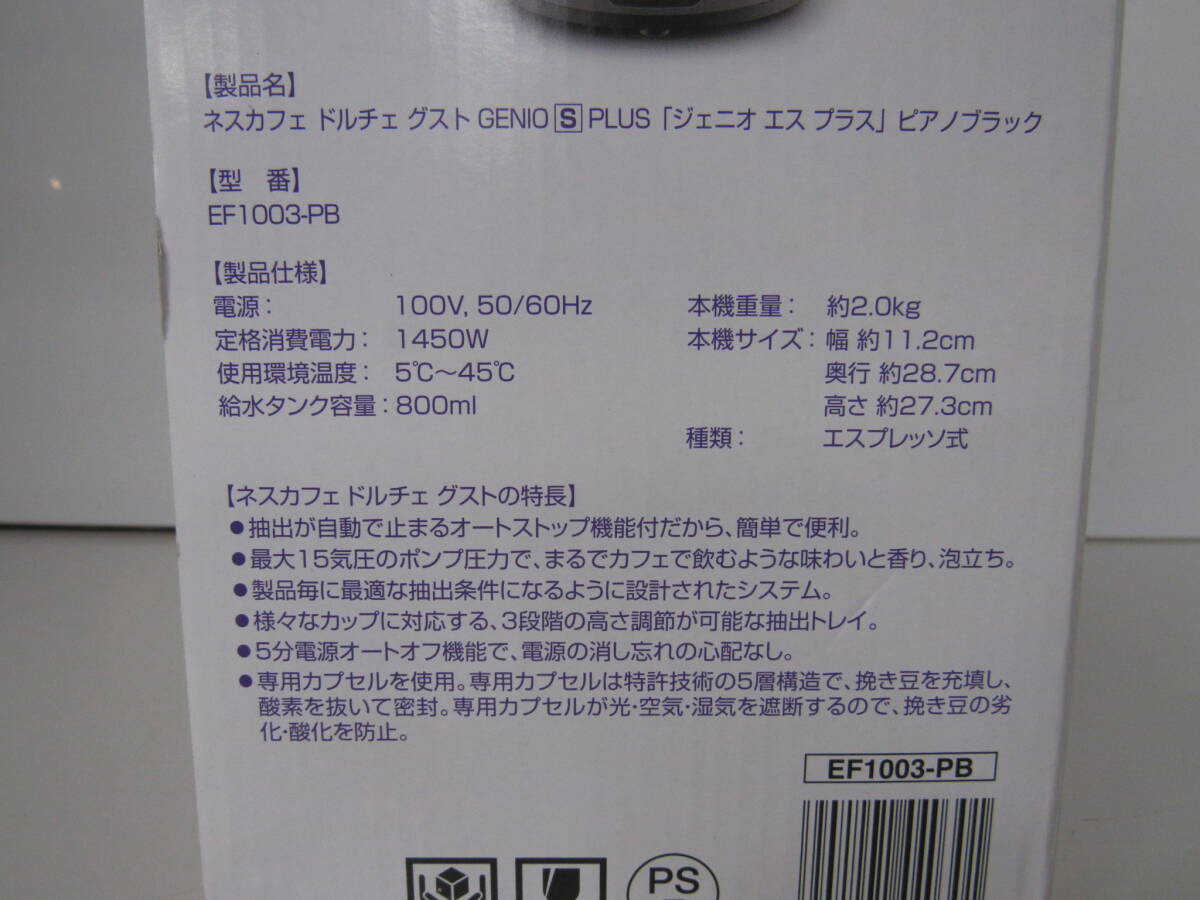 【製品名】
ネスカフェ ドルチェ グスト GENIO S PLUS「ジェニオ エス プラス」ピアノブラック
【型　番】
EF1003-PB
【製品仕様】
電源： 100V, 50/60Hz
定格消費電力： 1450W
使用環境温度： 5℃～45℃
給水タンク容量：800ml
本機重量： 約2.0kg
本機サイズ：幅 約11.2cm
奥行 約28.7cm
高さ 約27.3cm
種類： エスプレッソ式
【ネスカフェ ドルチェ グストの特長】
●抽出が自動で止まるオートストップ機能付だから、簡単で便利。
●最大15気圧のポンプ圧力で、まるでカフェで飲むような味わいと香り、泡立ち。
●製品毎に最適な抽出条件になるように設計されたシステム。
●様々なカップに対応する、3段階の高さ調節が可能な抽出トレイ。
●5分電源オートオフ機能で、電源の消し忘れの心配なし。
●専用カプセルを使用。専用カプセルは特許技術の5層構造で、挽き豆を充填し、
酸素を抜いて密封。専用カプセルが光・空気・湿気を遮断するので、挽き豆の劣
化・酸化を防止。
EF1003-PB
PS